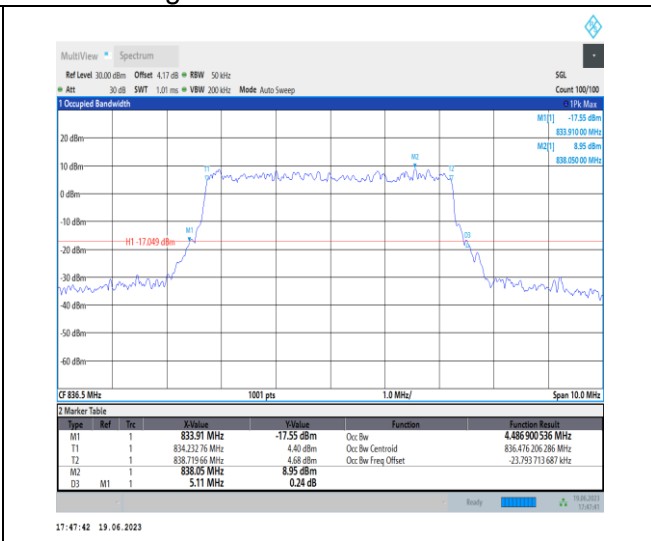 MultiView Spectrum
Ref Level 30.00 dBm Offset 4.17 dB RBW 50 kHz SGL
Att 30 dB SWT 1.01 ms VBW 200 kHz Mode Auto Sweep Count 100/100
1 Occupied Bandwidth 1Pk Max
M1[1] -17.55 dBm
833.910 00 MHz
20 dBm M2[1] 8.95 dBm
838.050 00 MHz
10 dBm T1 M2 T2
0 dBm
-10 dBm
M1 D3
H1 -17.049 dBm
-20 dBm
-30 dBm
-40 dBm
-50 dBm
-60 dBm
CF 836.5 MHz 1001 pts 1.0 MHz/ Span 10.0 MHz
2 Marker Table
Type Ref Trc X-Value Y-Value Function Function Result
M1 1 833.91 MHz -17.55 dBm Occ Bw 4.486 900 536 MHz
T1 1 834.232 76 MHz 4.40 dBm Occ Bw Centroid 836.476 206 286 MHz
T2 1 838.719 66 MHz 4.68 dBm Occ Bw Freq Offset -23.793 713 687 kHz
M2 1 838.05 MHz 8.95 dBm
D3 M1 1 5.11 MHz 0.24 dB
Ready 19.06.2023
17:47:41
17:47:42 19.06.2023